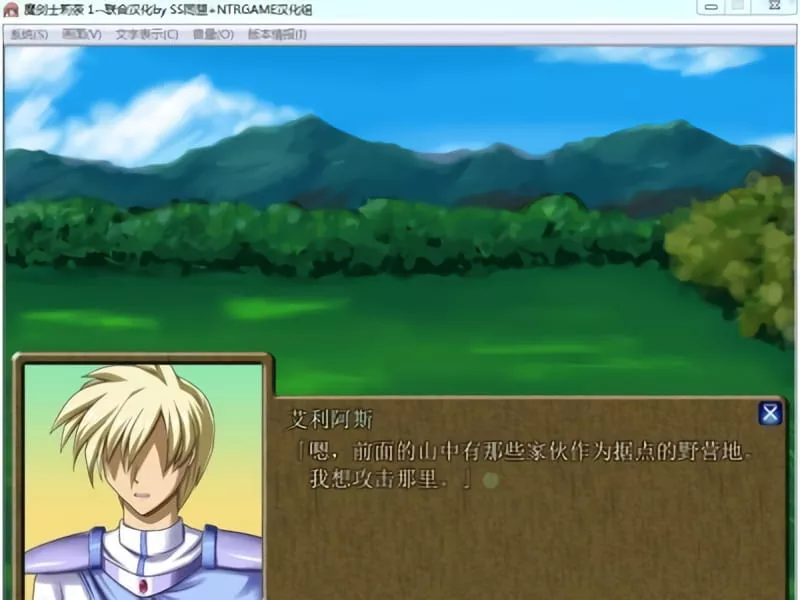 魔剑士莉ṇ 1~联合汉化by SS同盟+NTRGAME汉化组
系统(S) 画面(V) 文字表示(C) 音量(O) 版本情报(I)
艾利阿斯
「嗯，前面的山中有那些家伙作为据点的野营地。
我想攻击那里。」